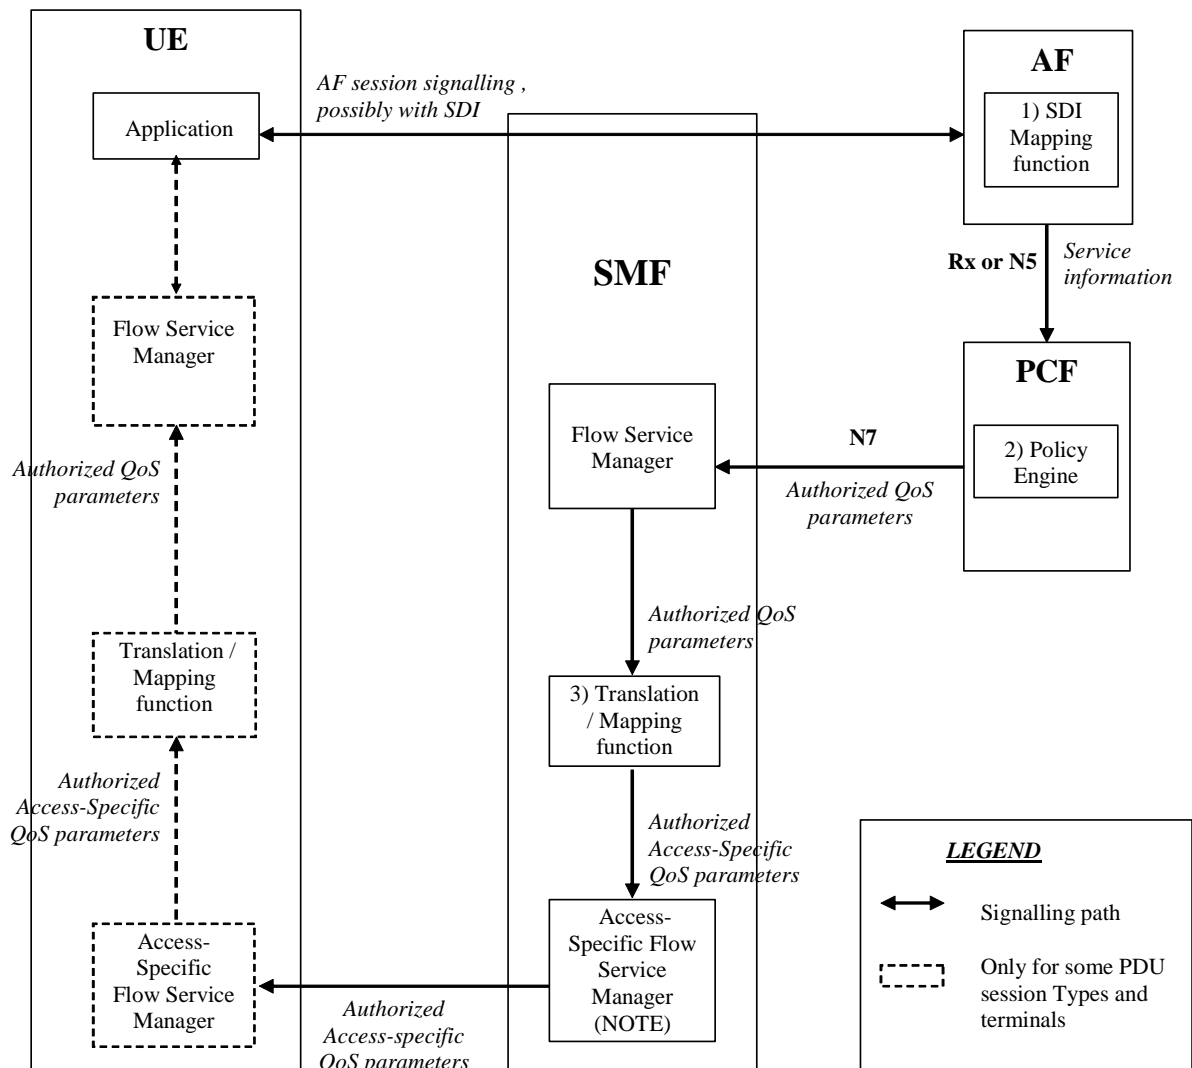 UE
Application
Flow Service
Manager
Authorized QoS
parameters
Translation /
Mapping
function
Authorized
Access-Specific
QoS parameters
Access-
Specific
Flow Service
Manager
AF session signalling ,
possibly with SDI
SMF
Flow Service
Manager
Authorized QoS
parameters
3) Translation
/ Mapping
function
Authorized
Access-Specific
QoS parameters
Access-
Specific Flow
Service
Manager
(NOTE)
Authorized
Access-specific
QoS parameters
AF
1) SDI
Mapping
function
Rx or N5
Service
information
PCF
2) Policy
Engine
N7
Authorized QoS
parameters
LEGEND
Signalling path
Only for some PDU
session Types and
terminals